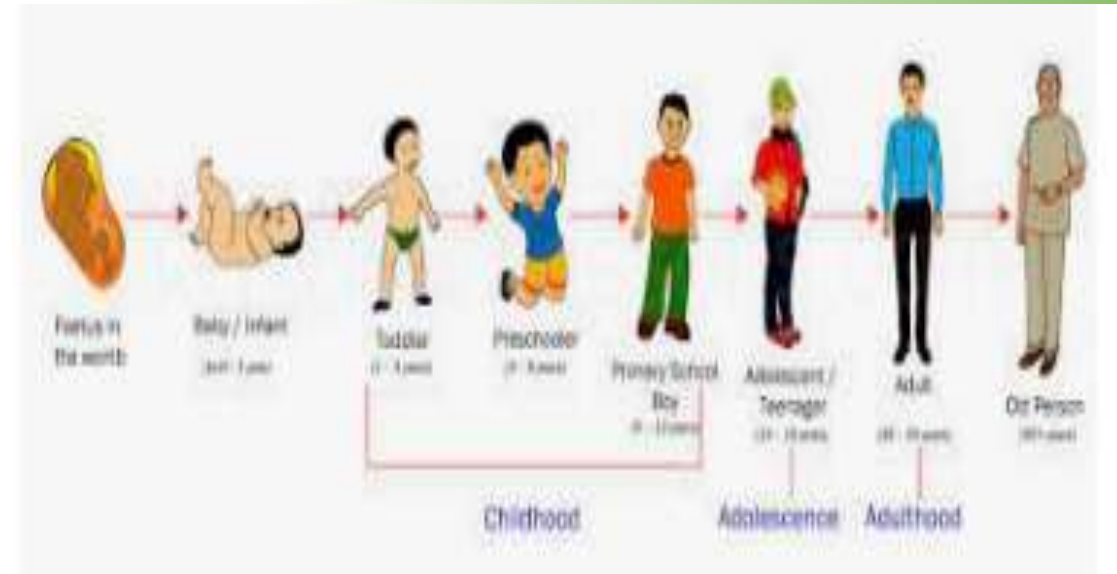 Foetus in
the womb
Baby / Infant
Toddler
Preschooler
Primary School
Boy
Adolescent /
Teenager
Adult
Old Person
Childhood
Adolescence
Adulthood